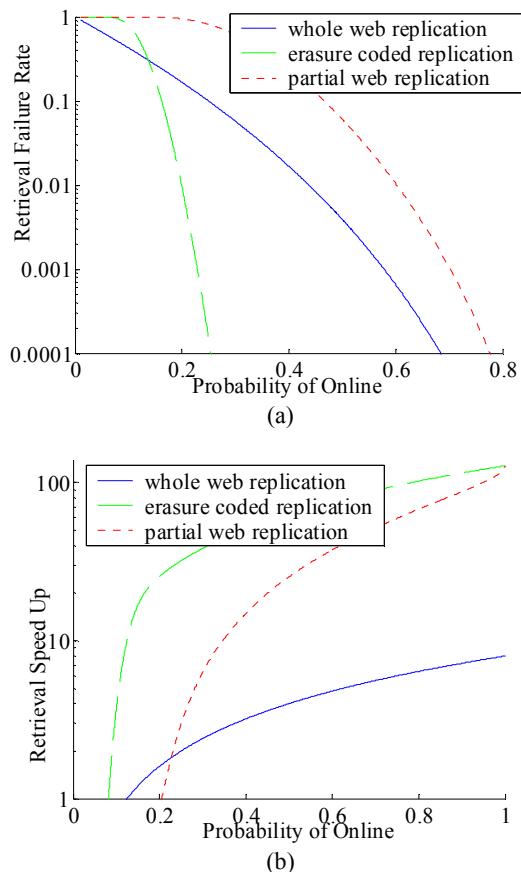 1
whole web replication
erasure coded replication
partial web replication
0.1
0.01
0.001
0.0001
Retrieval Failure Rate
0
0.2
0.4
0.6
0.8
Probability of Online
(a)
100
whole web replication
erasure coded replication
partial web replication
10
1
Retrieval Speed Up
0
0.2
0.4
0.6
0.8
1
Probability of Online
(b)